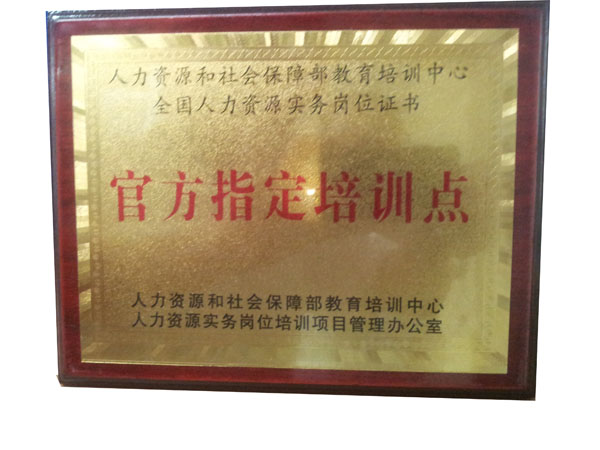 人力资源和社会保障部教育培训中心
全国人力资源实务岗位证书
官方指定培训点
人力资源和社会保障部教育培训中心
人力资源实务岗位培训项目管理办公室